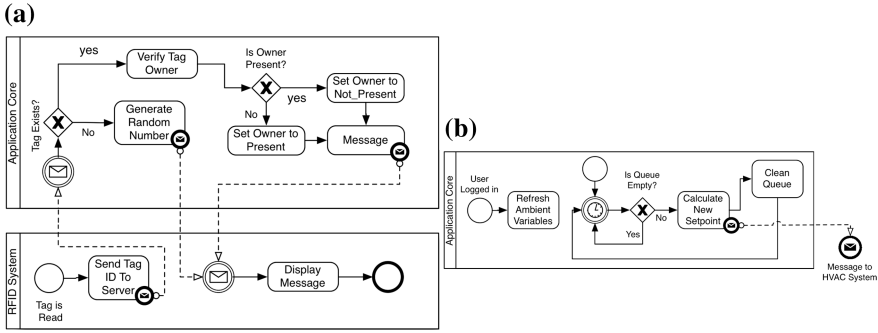 (a)
Application Core
Tag Exists?
yes
Verify Tag
Owner
Is Owner
Present?
yes
Set Owner to
Not_Present
No
Generate
Random
Number
No
Set Owner to
Present
Message
RFID System
Tag is
Read
Send Tag
ID To
Server
Display
Message
(b)
Application Core
User
Logged in
Refresh
Ambient
Variables
Is Queue
Empty?
Yes
No
Calculate
New
Setpoint
Clean
Queue
Message to
HVAC System